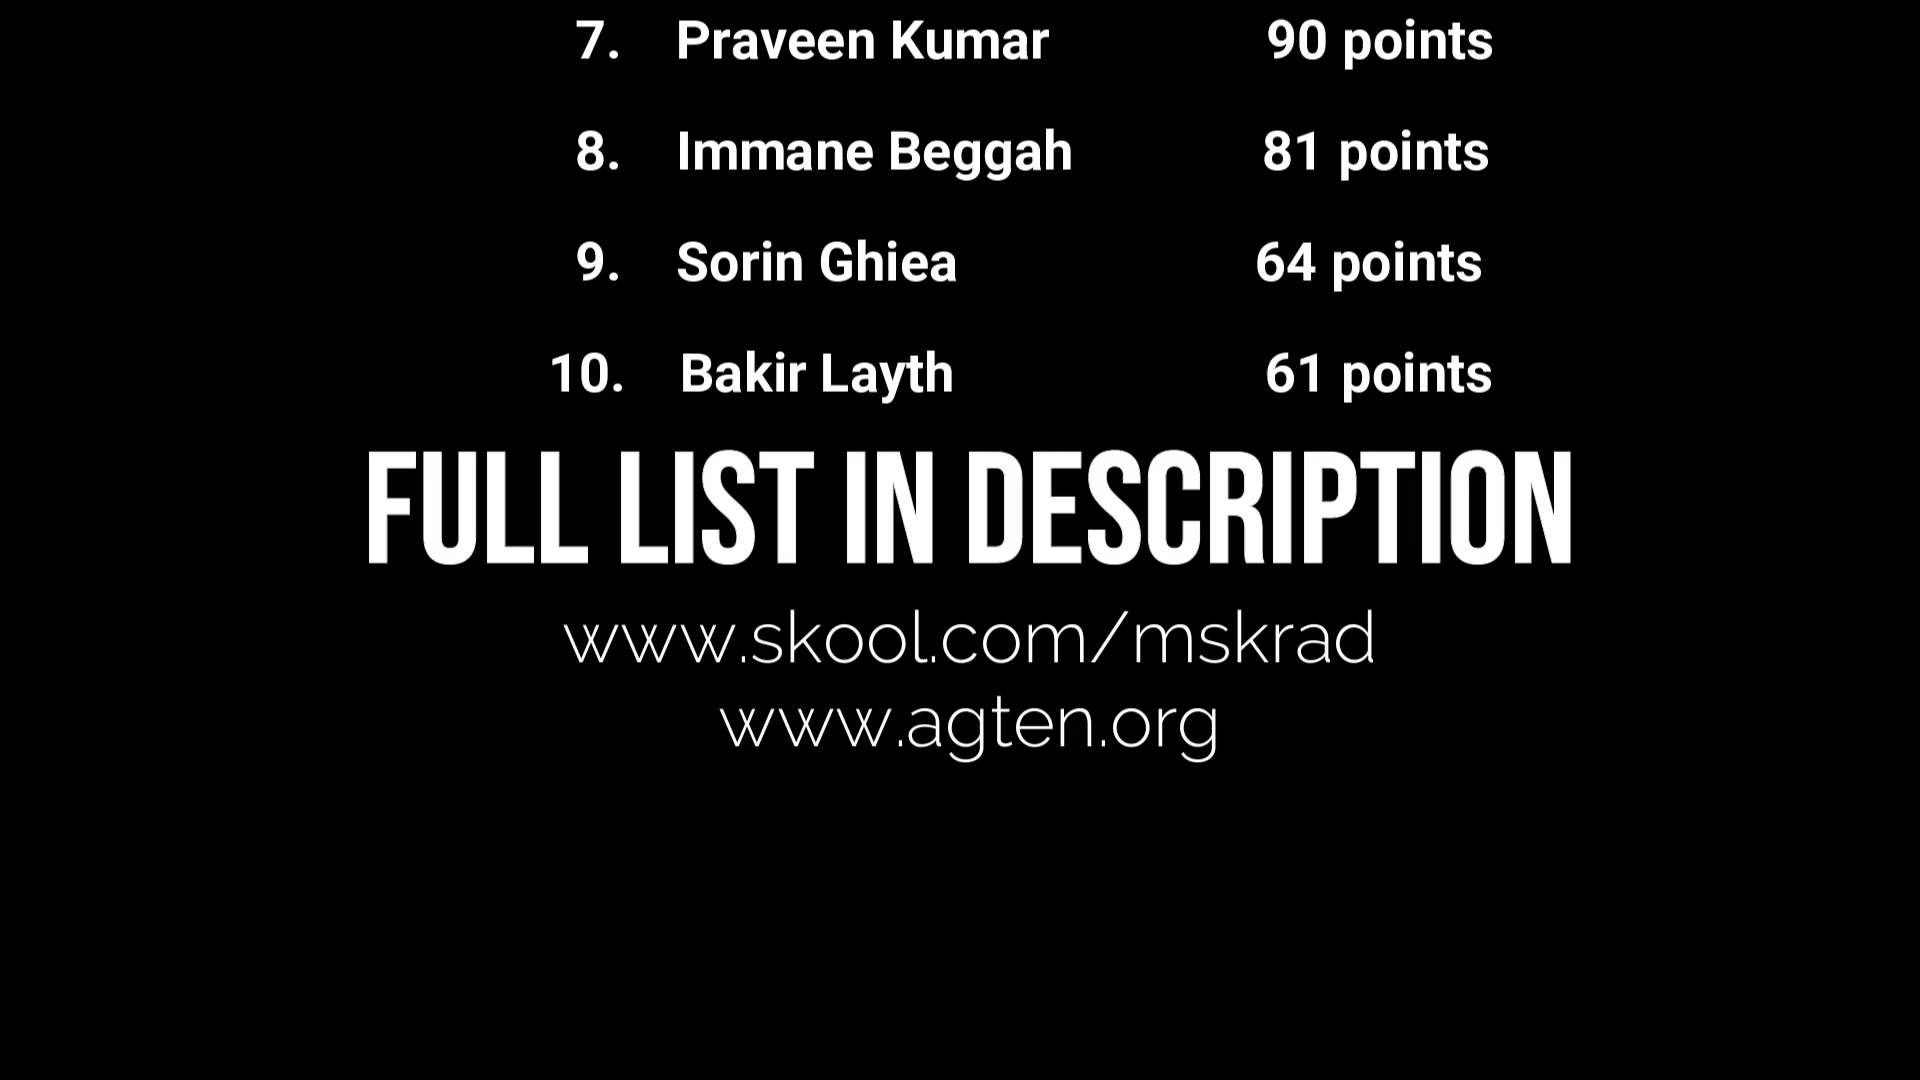 7. Praveen Kumar 90 points
8. Immane Beggah 81 points
9. Sorin Ghiea 64 points
10. Bakir Layth 61 points
FULL LIST IN DESCRIPTION
www.skool.com/mskrad
www.agten.org